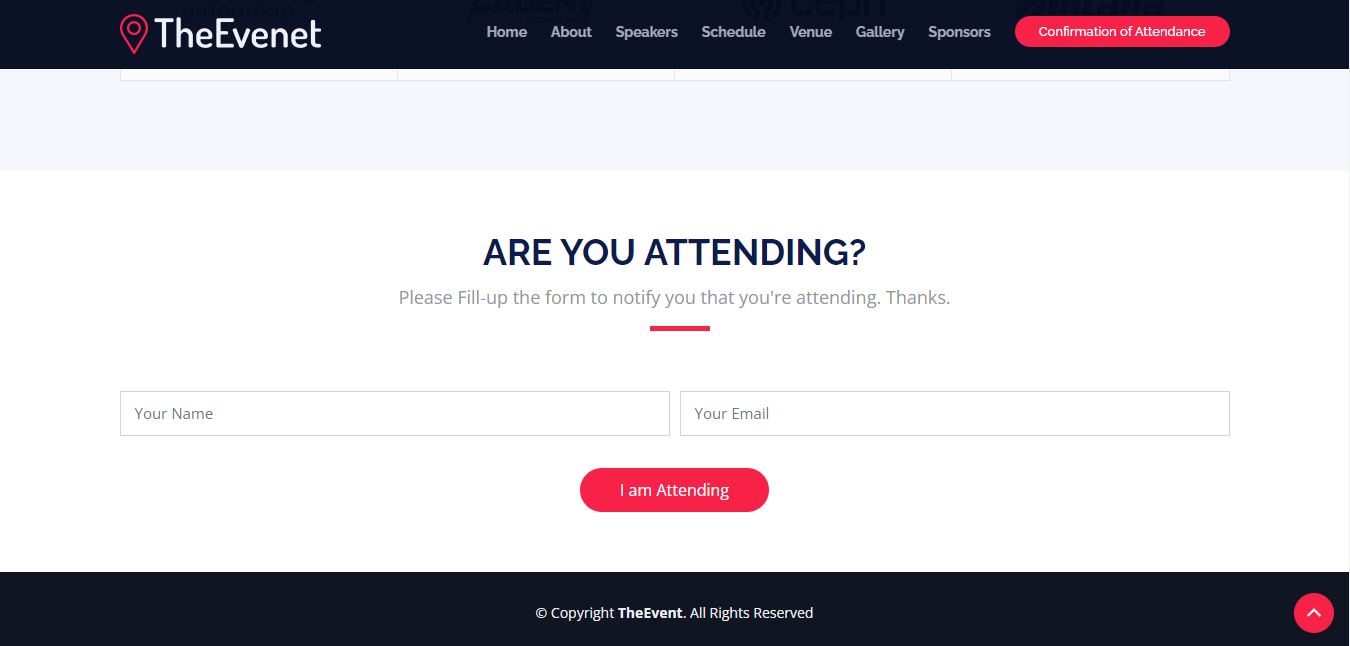 TheEvenet
Home About Speakers Schedule Venue Gallery Sponsors Confirmation of Attendance
ARE YOU ATTENDING?
Please Fill-up the form to notify you that you're attending. Thanks.
Your Name Your Email
I am Attending
© Copyright TheEvent. All Rights Reserved